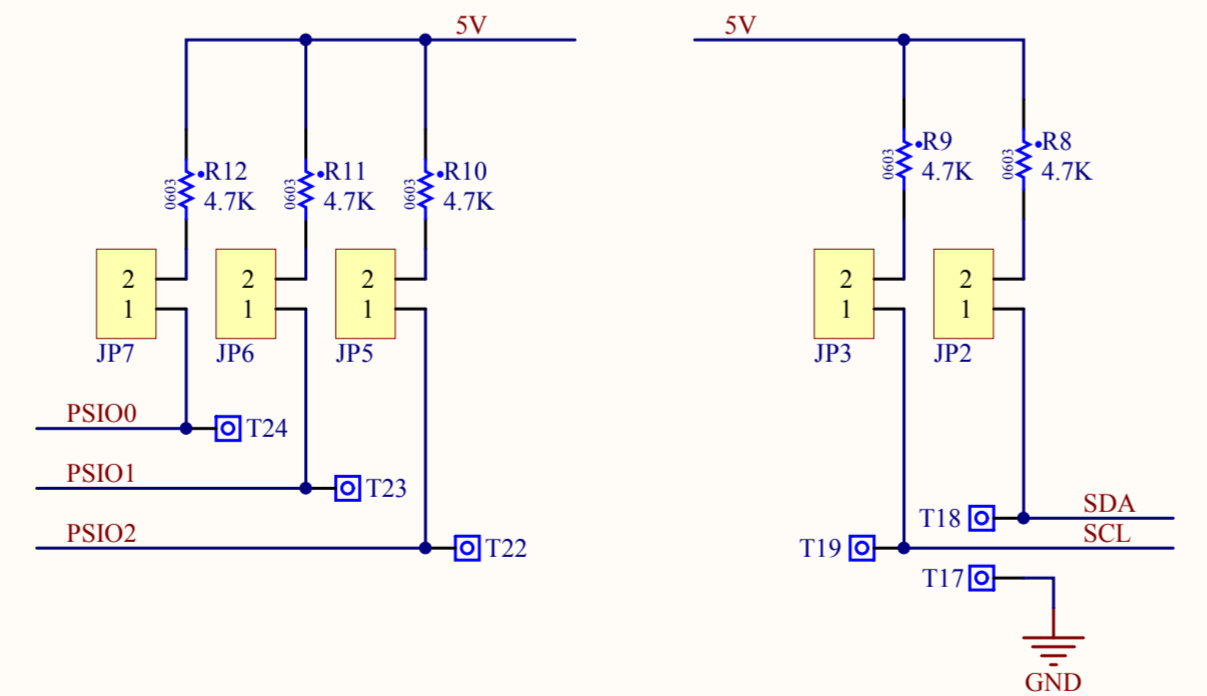 5V
5V
R12
0603
4.7K
R11
0603
4.7K
R10
0603
4.7K
R9
0603
4.7K
R8
0603
4.7K
2
1
JP7
2
1
JP6
2
1
JP5
2
1
JP3
2
1
JP2
PSIO0
T24
PSIO1
T23
PSIO2
T22
T18
SDA
T19
SCL
T17
GND